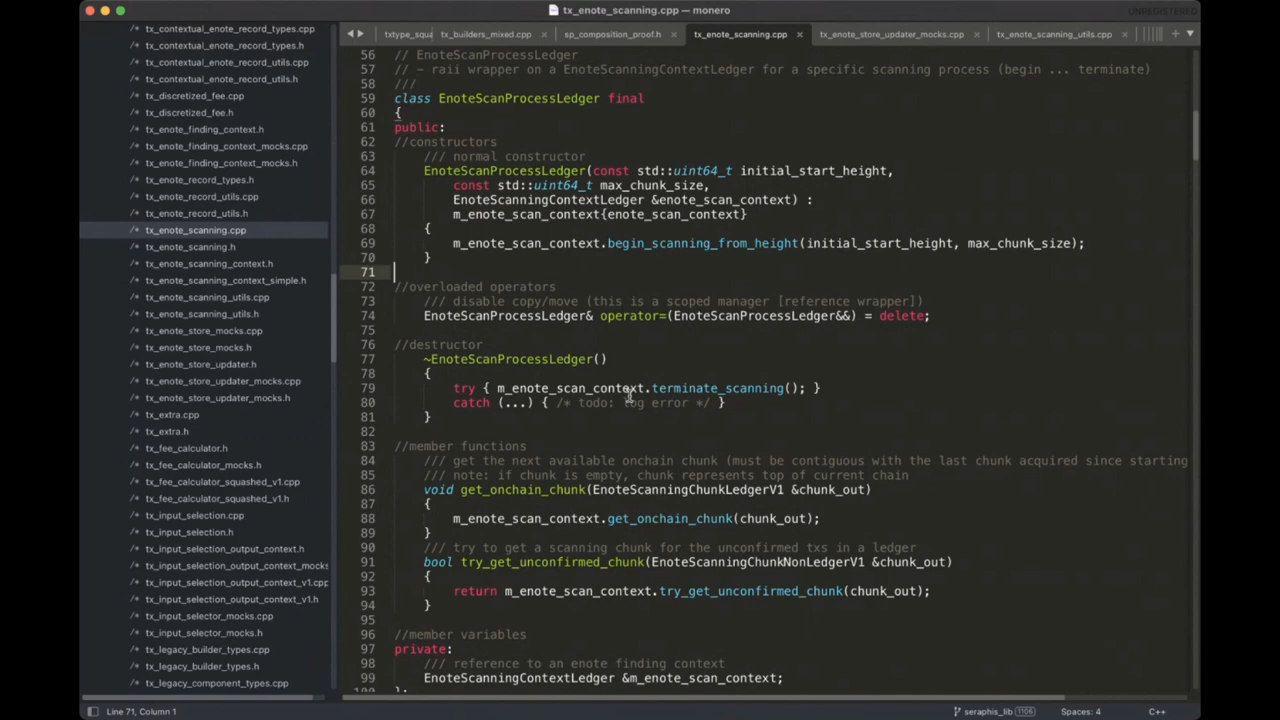 tx_enote_scanning.cpp — monero
UNREGISTERED
txtype_squa
tx_builders_mixed.cpp
sp_composition_proof.h
tx_enote_scanning.cpp
tx_enote_store_updater_mocks.cpp
tx_enote_scanning_utils.cpp
/* tx_contextual_enote_record_types.cpp
/* tx_contextual_enote_record_types.h
/* tx_contextual_enote_record_utils.cpp
/* tx_contextual_enote_record_utils.h
/* tx_discretized_fee.cpp
/* tx_discretized_fee.h
/* tx_enote_finding_context.h
/* tx_enote_finding_context_mocks.cpp
/* tx_enote_finding_context_mocks.h
/* tx_enote_record_types.h
/* tx_enote_record_utils.cpp
/* tx_enote_record_utils.h
/* tx_enote_scanning.cpp
/* tx_enote_scanning.h
/* tx_enote_scanning_context.h
/* tx_enote_scanning_context_simple.h
/* tx_enote_scanning_utils.cpp
/* tx_enote_scanning_utils.h
/* tx_enote_store_mocks.cpp
/* tx_enote_store_mocks.h
/* tx_enote_store_updater.h
/* tx_enote_store_updater_mocks.cpp
/* tx_enote_store_updater_mocks.h
/* tx_extra.cpp
/* tx_extra.h
/* tx_fee_calculator.h
/* tx_fee_calculator_mocks.h
/* tx_fee_calculator_squashed_v1.cpp
/* tx_fee_calculator_squashed_v1.h
/* tx_input_selection.cpp
/* tx_input_selection.h
/* tx_input_selection_output_context.h
/* tx_input_selection_output_context_mocks
/* tx_input_selection_output_context_v1.cpp
/* tx_input_selection_output_context_v1.h
/* tx_input_selector_mocks.cpp
/* tx_input_selector_mocks.h
/* tx_legacy_builder_types.cpp
/* tx_legacy_builder_types.h
/* tx_legacy_component_types.cpp
56 // EnoteScanProcessLedger
57 // - raii wrapper on a EnoteScanningContextLedger for a specific scanning process (begin ... terminate)
58 ///
59 class EnoteScanProcessLedger final
60 {
61 public:
62 //constructors
63 /// normal constructor
64 EnoteScanProcessLedger(const std::uint64_t initial_start_height,
65 const std::uint64_t max_chunk_size,
66 EnoteScanningContextLedger &enote_scan_context) :
67 m_enote_scan_context{enote_scan_context}
68 {
69 m_enote_scan_context.begin_scanning_from_height(initial_start_height, max_chunk_size);
70 }
71
72 //overloaded operators
73 /// disable copy/move (this is a scoped manager [reference wrapper])
74 EnoteScanProcessLedger& operator=(EnoteScanProcessLedger&&) = delete;
75
76 //destructor
77 ~EnoteScanProcessLedger()
78 {
79 try { m_enote_scan_context.terminate_scanning(); }
80 catch (...) { /* todo: log error */ }
81 }
82
83 //member functions
84 /// get the next available onchain chunk (must be contiguous with the last chunk acquired since starting
85 /// note: if chunk is empty, chunk represents top of current chain
86 void get_onchain_chunk(EnoteScanningChunkLedgerV1 &chunk_out)
87 {
88 m_enote_scan_context.get_onchain_chunk(chunk_out);
89 }
90 /// try to get a scanning chunk for the unconfirmed txs in a ledger
91 bool try_get_unconfirmed_chunk(EnoteScanningChunkNonLedgerV1 &chunk_out)
92 {
93 return m_enote_scan_context.try_get_unconfirmed_chunk(chunk_out);
94 }
95
96 //member variables
97 private:
98 /// reference to an enote finding context
99 EnoteScanningContextLedger &m_enote_scan_context;
100 };
Line 71, Column 1
seraphis_lib 1106
Spaces: 4
C++